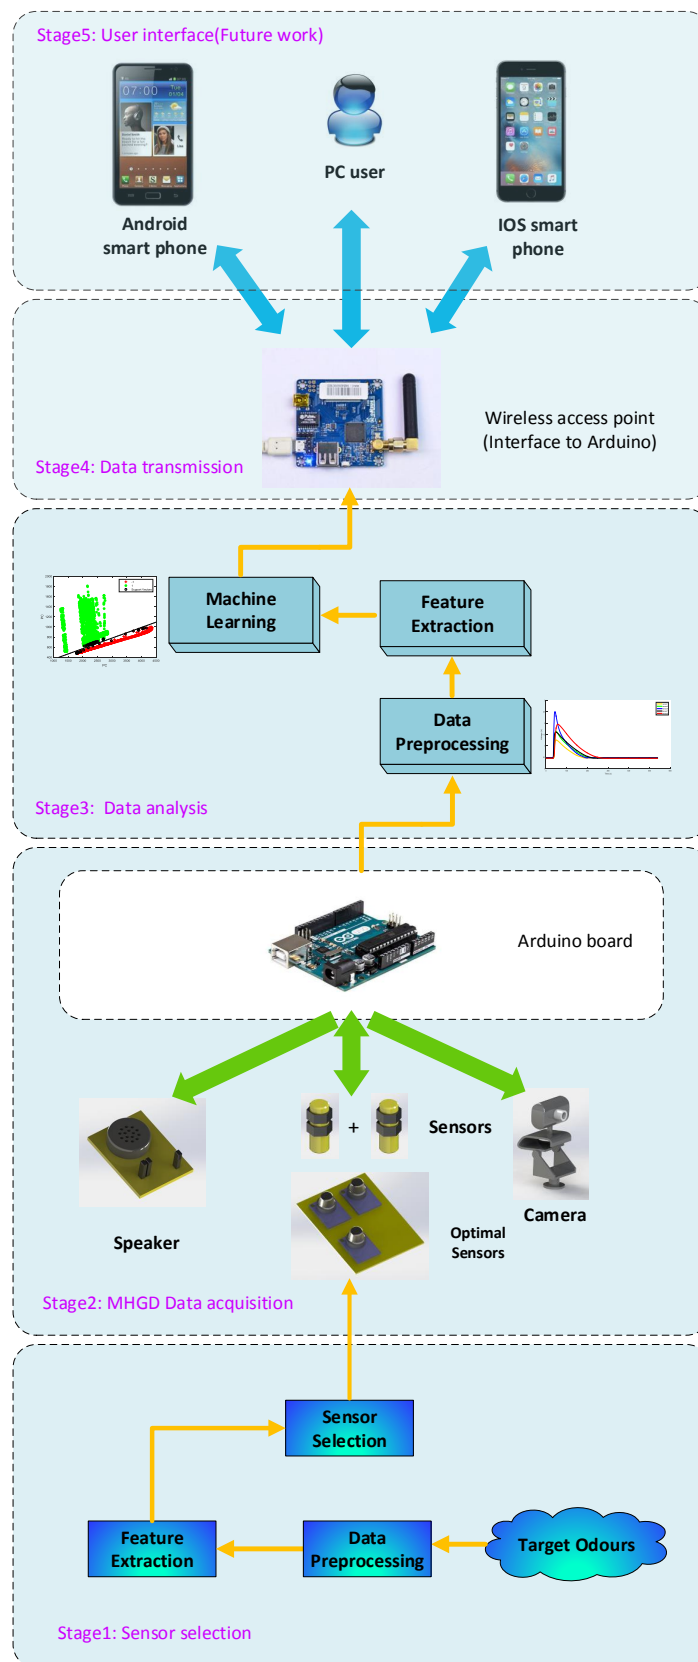 Stage5: User interface(Future work)
07:00
PC user
Android
smart phone
IOS smart
phone
Wireless access point
(Interface to Arduino)
Stage4: Data transmission
Machine
Learning
Feature
Extraction
Data
Preprocessing
Stage3:  Data analysis
Arduino board
+
Sensors
Speaker
Optimal
Sensors
Camera
Stage2: MHGD Data acquisition
Sensor
Selection
Feature
Extraction
Data
Preprocessing
Target Odours
Stage1: Sensor selection